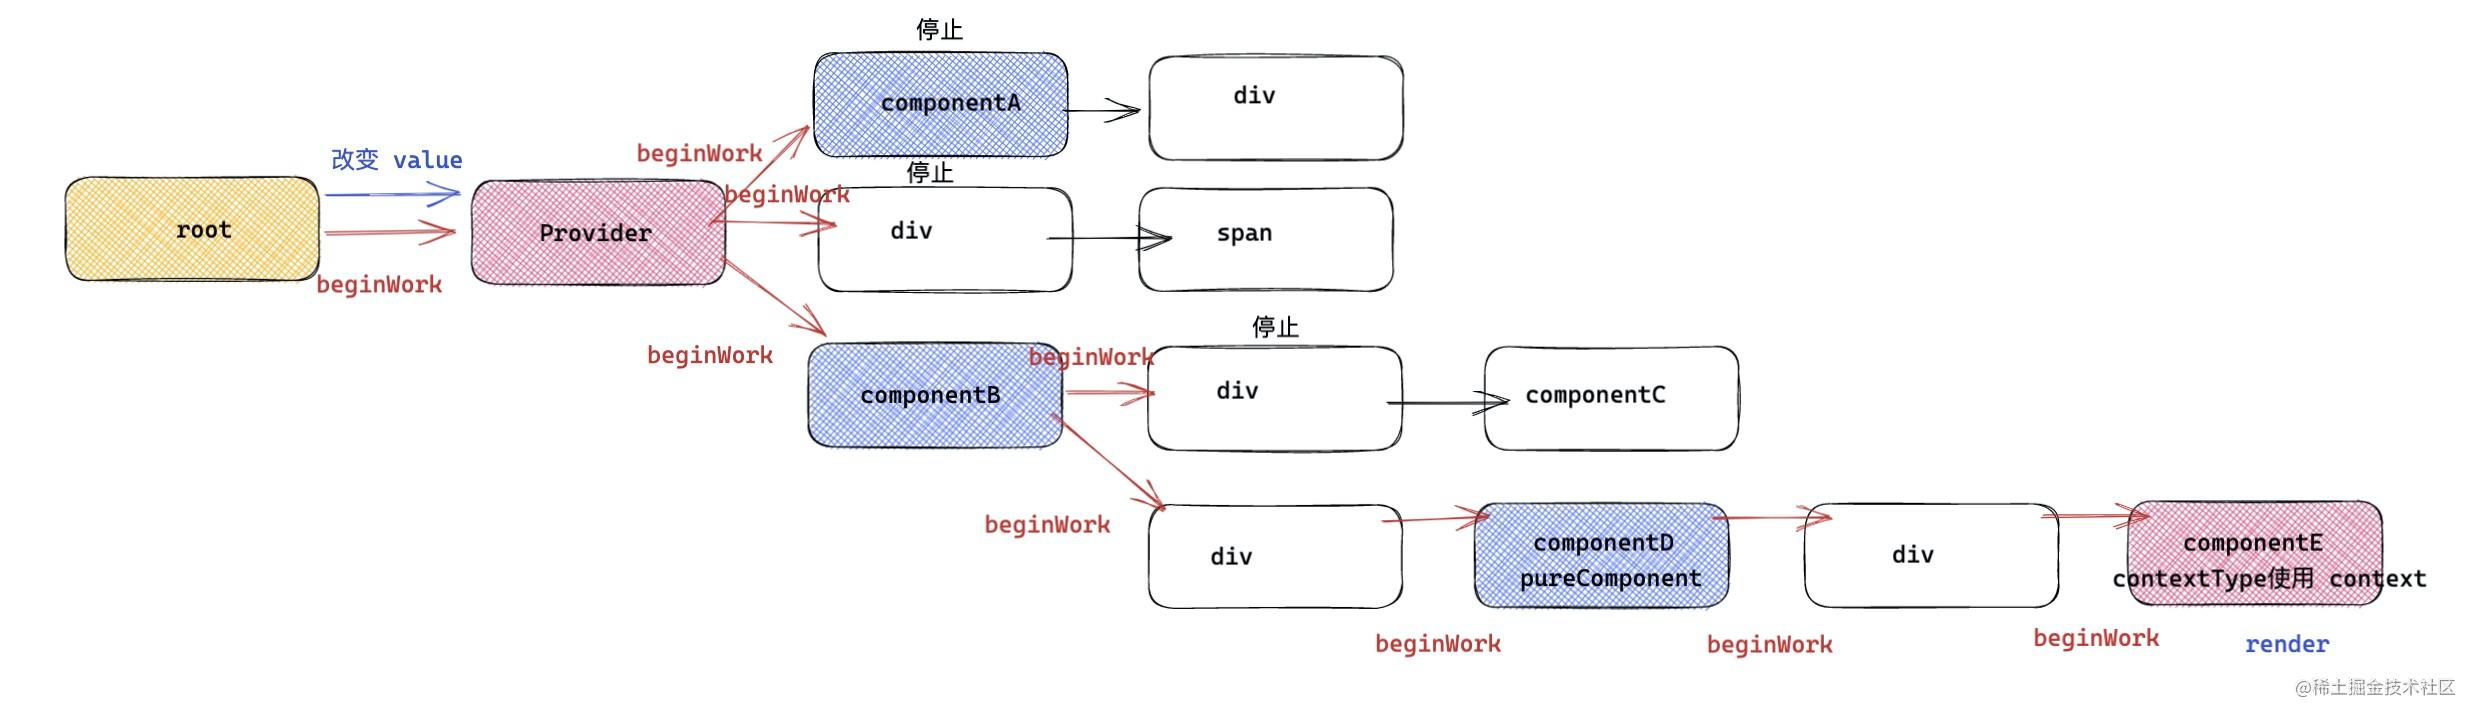 停止
componentA
div
改变 value
beginWork
停止
beginWork
root
Provider
div
span
beginWork
停止
beginWork
beginWork
componentB
div
componentC
beginWork
div
componentD
pureComponent
div
componentE
contextType使用 context
beginWork
beginWork
beginWork
render
@稀土掘金技术社区